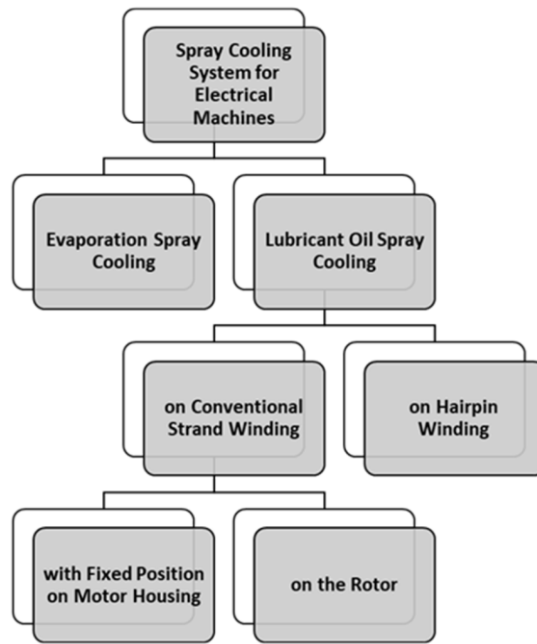 Spray Cooling
System for
Electrical
Machines
Evaporation Spray
Cooling
Lubricant Oil Spray
Cooling
on Conventional
Strand Winding
on Hairpin
Winding
with Fixed Position
on Motor Housing
on the Rotor